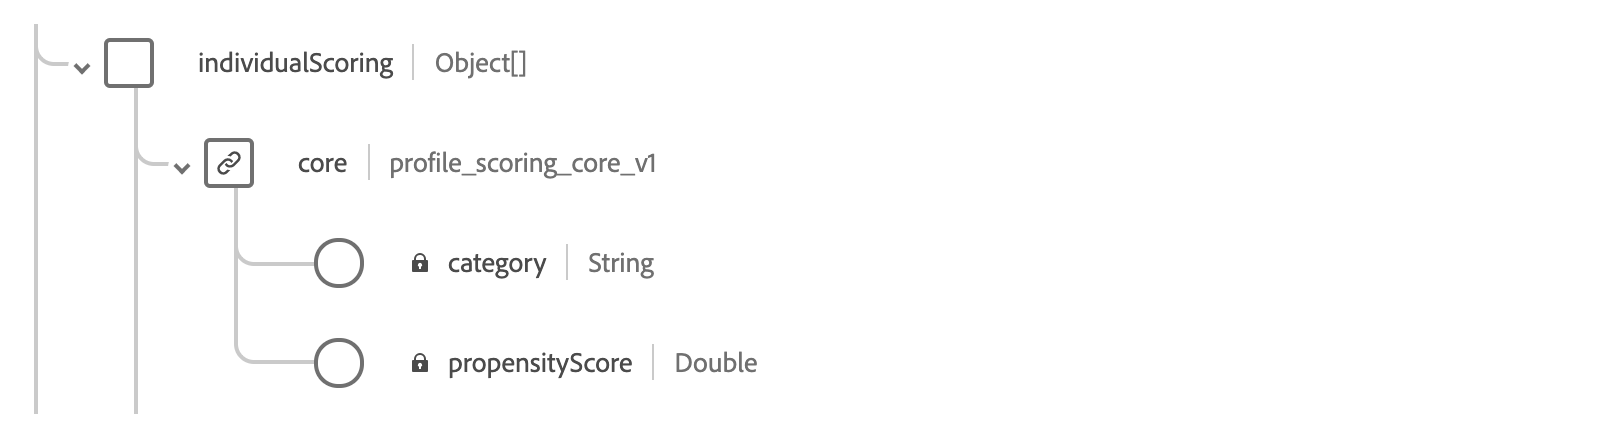 individualScoring Object[]
core profile_scoring_core_v1
category String
propensityScore Double